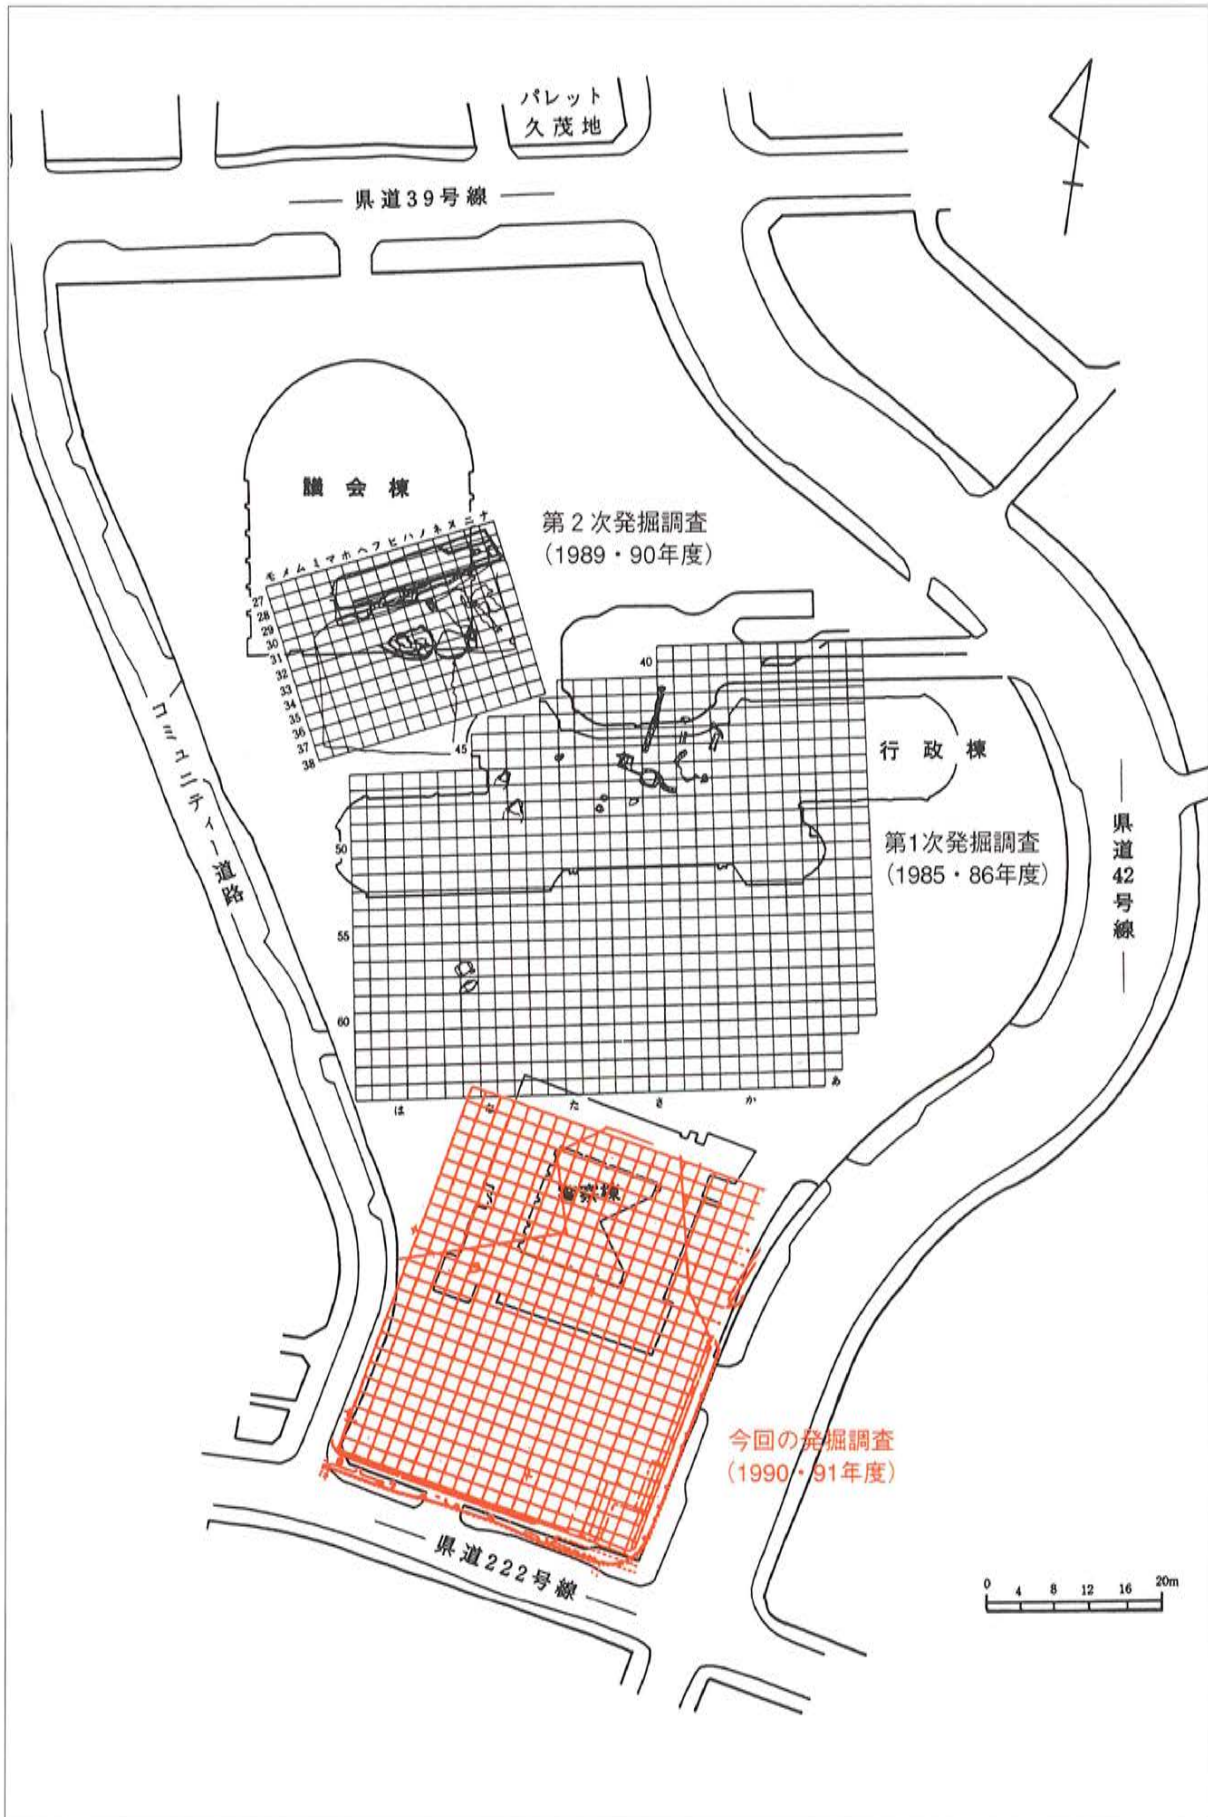 パレット
久茂地
県道39号線
議会棟
第2次発掘調査
(1989・90年度)
モメムミマホヘフヒハノネヌニナ
27
28
29
30
31
32
33
34
35
36
37
38
40
45
50
55
60
行政棟
第1次発掘調査
(1985・86年度)
コミュニティー道路
県道42号線
は
な
た
さ
か
あ
警察棟
今回の発掘調査
(1990・91年度)
県道222号線
0 4 8 12 16 20m